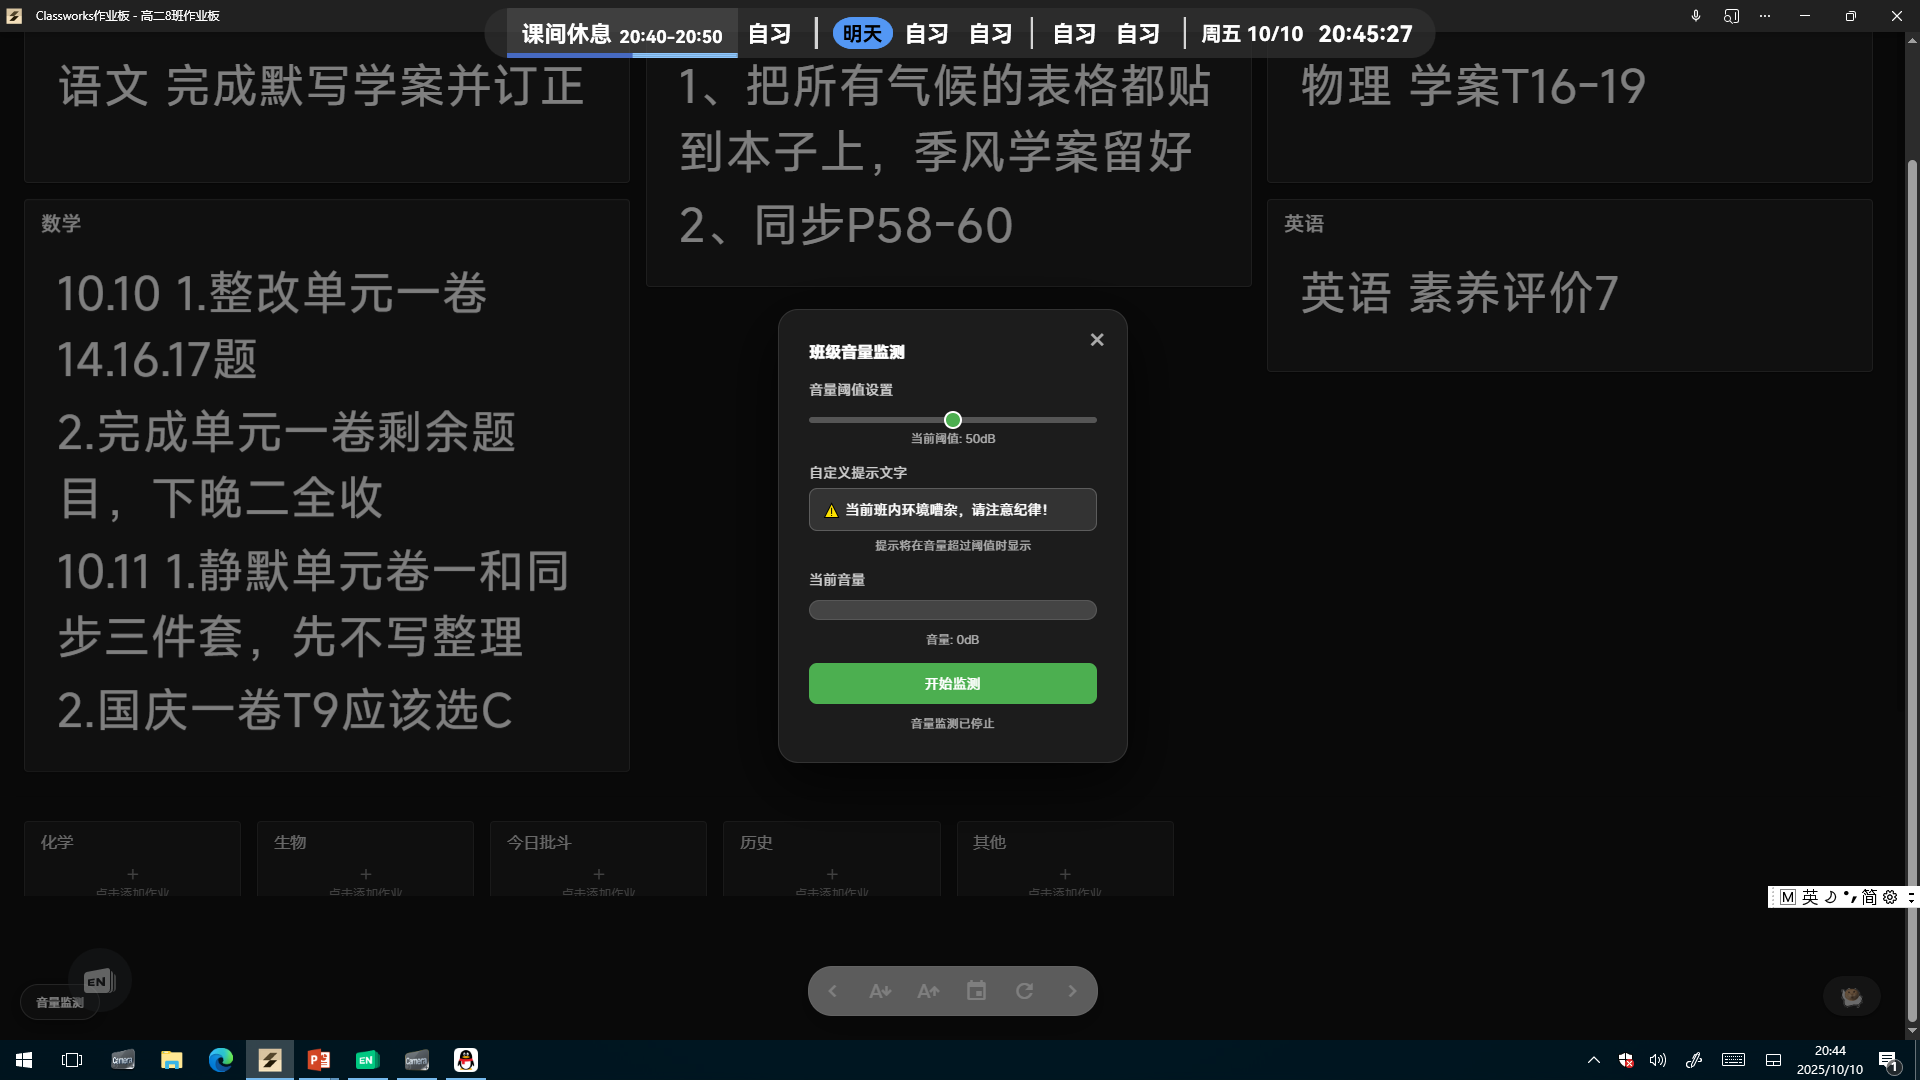 Classworks作业板 - 高二8班作业板
课间休息 20:40-20:50 自习 明天 自习 自习 自习 自习 周五 10/10 20:45:27
语文 完成默写学案并订正
1、把所有气候的表格都贴
到本子上，季风学案留好
2、同步P58-60
物理 学案T16-19
数学
10.10 1.整改单元一卷
14.16.17题
2.完成单元一卷剩余题
目，下晚二全收
10.11 1.静默单元卷一和同
步三件套，先不写整理
2.国庆一卷T9应该选C
英语
英语 素养评价7
班级音量监测
音量阈值设置
当前阈值: 50dB
自定义提示文字
⚠ 当前班内环境嘈杂，请注意纪律！
提示将在音量超过阈值时显示
当前音量
音量: 0dB
开始监测
音量监测已停止
化学
+
点击添加作业
生物
+
点击添加作业
今日批斗
+
点击添加作业
历史
+
点击添加作业
其他
+
点击添加作业
M 英 简
EN
音量监测
A A
Camera
EN
Camera
20:44
2025/10/10
1